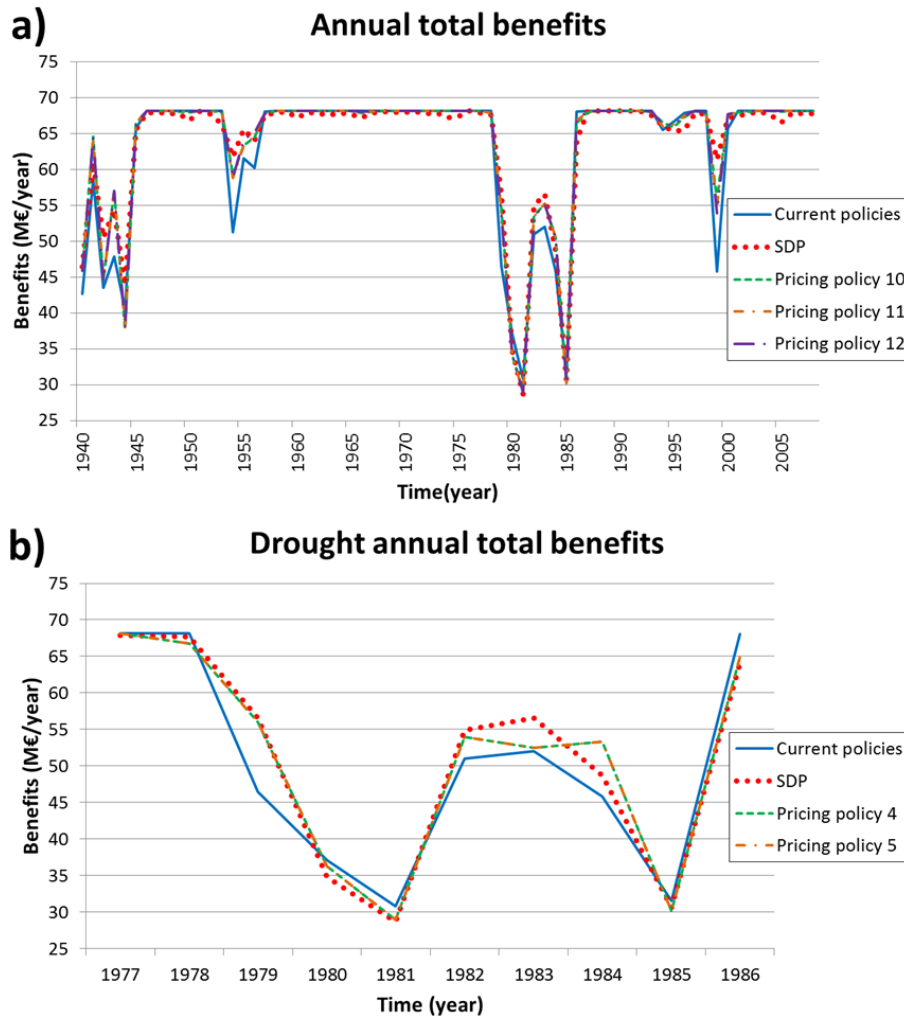 a)
Annual total benefits
Benefits (M€/year)
75
70
65
60
55
50
45
40
35
30
25
1940
1945
1950
1955
1960
1965
1970
1975
1980
1985
1990
1995
2000
2005
Time(year)
Current policies
SDP
Pricing policy 10
Pricing policy 11
Pricing policy 12
b)
Drought annual total benefits
Benefits (M€/year)
75
70
65
60
55
50
45
40
35
30
25
1977 1978 1979 1980 1981 1982 1983 1984 1985 1986
Time (year)
Current policies
SDP
Pricing policy 4
Pricing policy 5